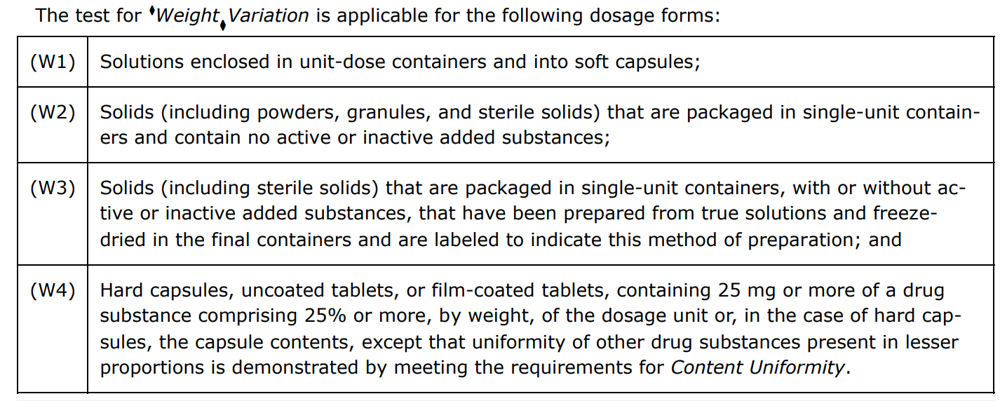 The test for ♦Weight♦Variation is applicable for the following dosage forms:
(W1) Solutions enclosed in unit-dose containers and into soft capsules;
(W2) Solids (including powders, granules, and sterile solids) that are packaged in single-unit contain-
ers and contain no active or inactive added substances;
(W3) Solids (including sterile solids) that are packaged in single-unit containers, with or without ac-
tive or inactive added substances, that have been prepared from true solutions and freeze-
dried in the final containers and are labeled to indicate this method of preparation; and
(W4) Hard capsules, uncoated tablets, or film-coated tablets, containing 25 mg or more of a drug
substance comprising 25% or more, by weight, of the dosage unit or, in the case of hard cap-
sules, the capsule contents, except that uniformity of other drug substances present in lesser
proportions is demonstrated by meeting the requirements for Content Uniformity.